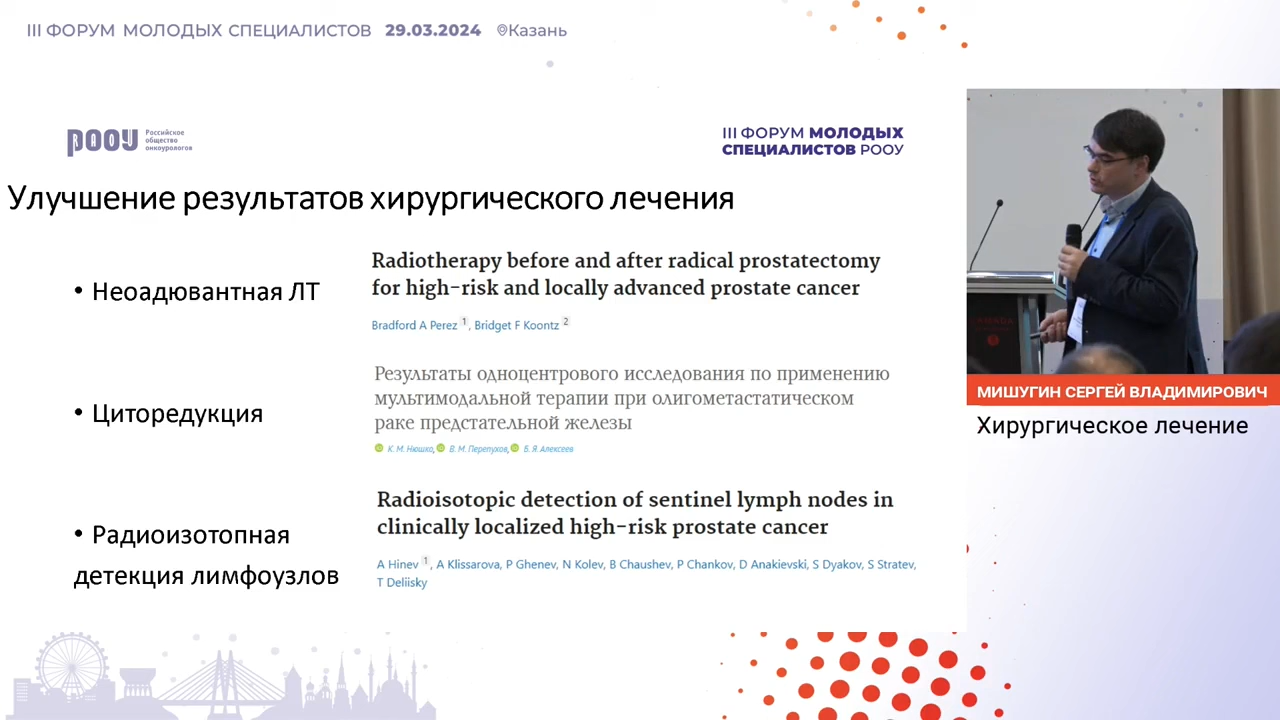 III ФОРУМ МОЛОДЫХ СПЕЦИАЛИСТОВ 29.03.2024 Казань
РООУ
Российское
общество
онкоурологов
III ФОРУМ МОЛОДЫХ
СПЕЦИАЛИСТОВ РООУ
Улучшение результатов хирургического лечения
• Неоадювантная ЛТ
Radiotherapy before and after radical prostatectomy
for high-risk and locally advanced prostate cancer
Bradford A Perez 1, Bridget F Koontz 2
• Циторедукция
Результаты одноцентрового исследования по применению
мультимодальной терапии при олигометастатическом
раке предстательной железы
К. М. Нюшко, В. М. Перепухов, Б. Я. Алексеев
• Радиоизотопная
детекция лимфоузлов
Radioisotopic detection of sentinel lymph nodes in
clinically localized high-risk prostate cancer
A Hinev 1, A Klissarova, P Ghenev, N Kolev, B Chaushev, P Chankov, D Anakievski, S Dyakov, S Stratev,
T Deliisky
МИШУГИН СЕРГЕЙ ВЛАДИМИРОВИЧ
Хирургическое лечение